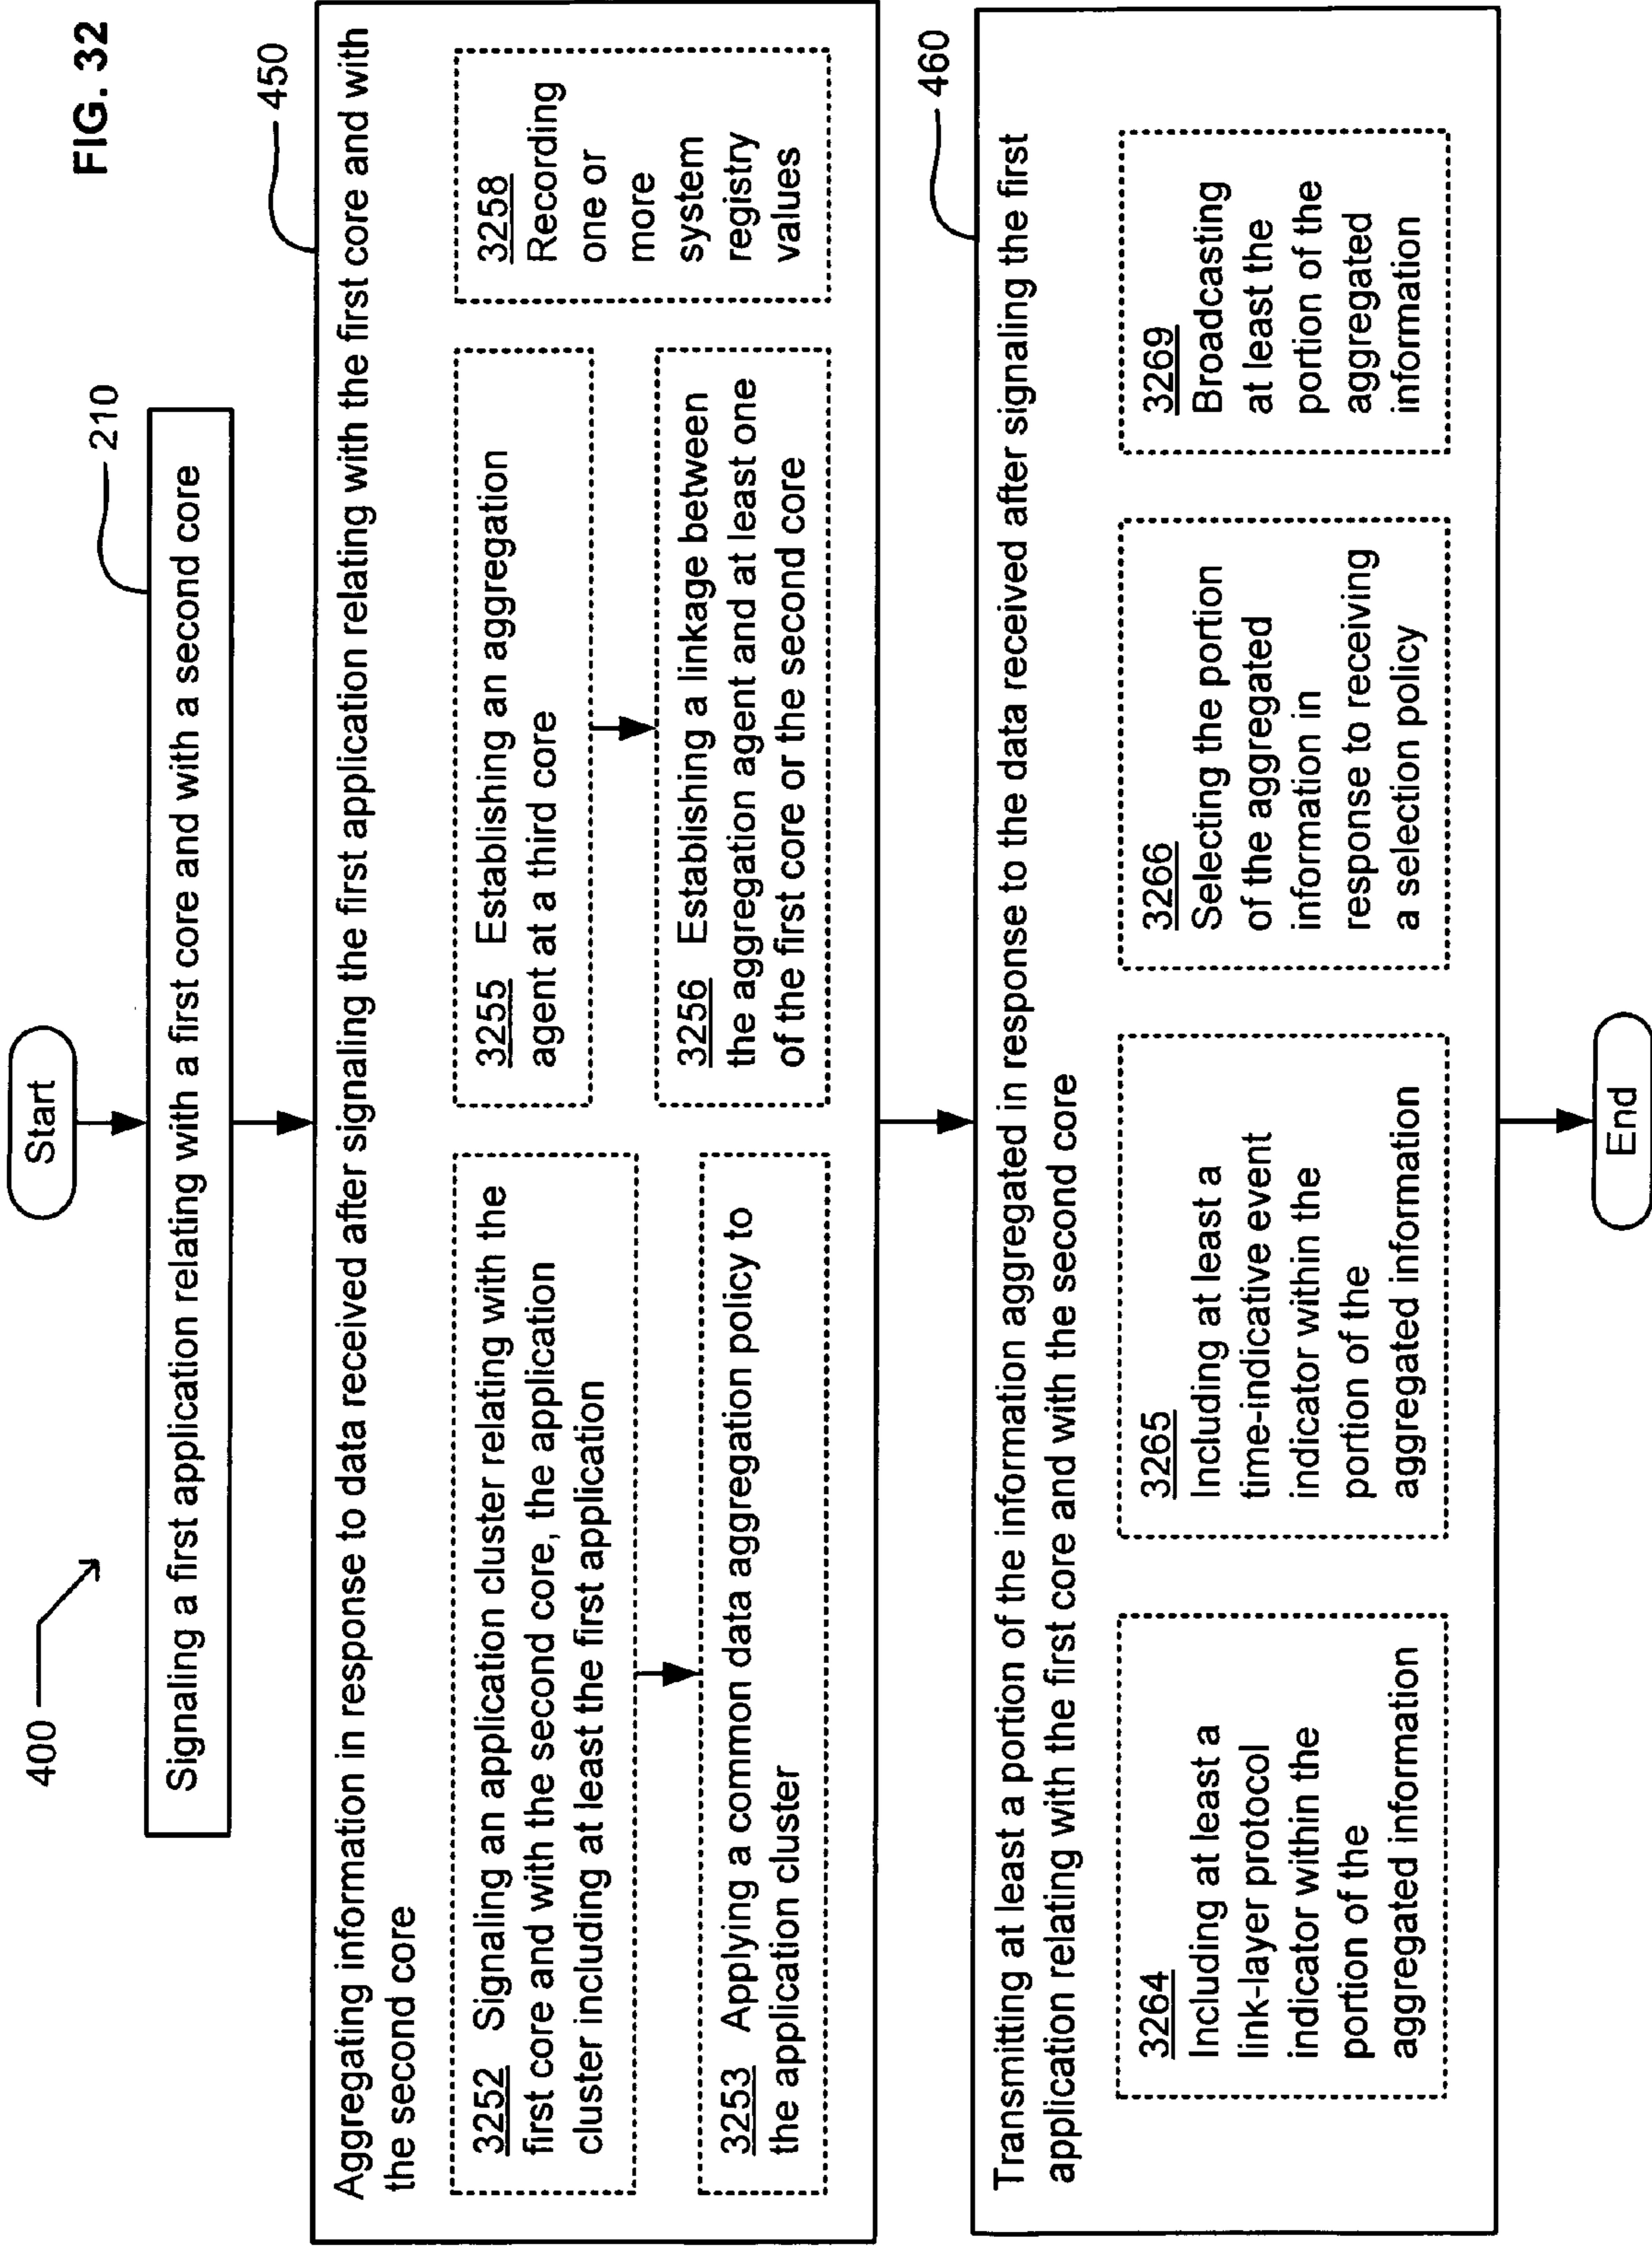 FIG. 32
400
Start
210
Signaling a first application relating with a first core and with a second core
450
Aggregating information in response to data received after signaling the first application relating with the first core and with
the second core
3252 Signaling an application cluster relating with the
first core and with the second core, the application
cluster including at least the first application
3253 Applying a common data aggregation policy to
the application cluster
3255 Establishing an aggregation
agent at a third core
3256 Establishing a linkage between
the aggregation agent and at least one
of the first core or the second core
3258
Recording
one or
more
system
registry
values
460
Transmitting at least a portion of the information aggregated in response to the data received after signaling the first
application relating with the first core and with the second core
3264
Including at least a
link-layer protocol
indicator within the
portion of the
aggregated information
3265
Including at least a
time-indicative event
indicator within the
portion of the
aggregated information
3266
Selecting the portion
of the aggregated
information in
response to receiving
a selection policy
3269
Broadcasting
at least the
portion of the
aggregated
information
End